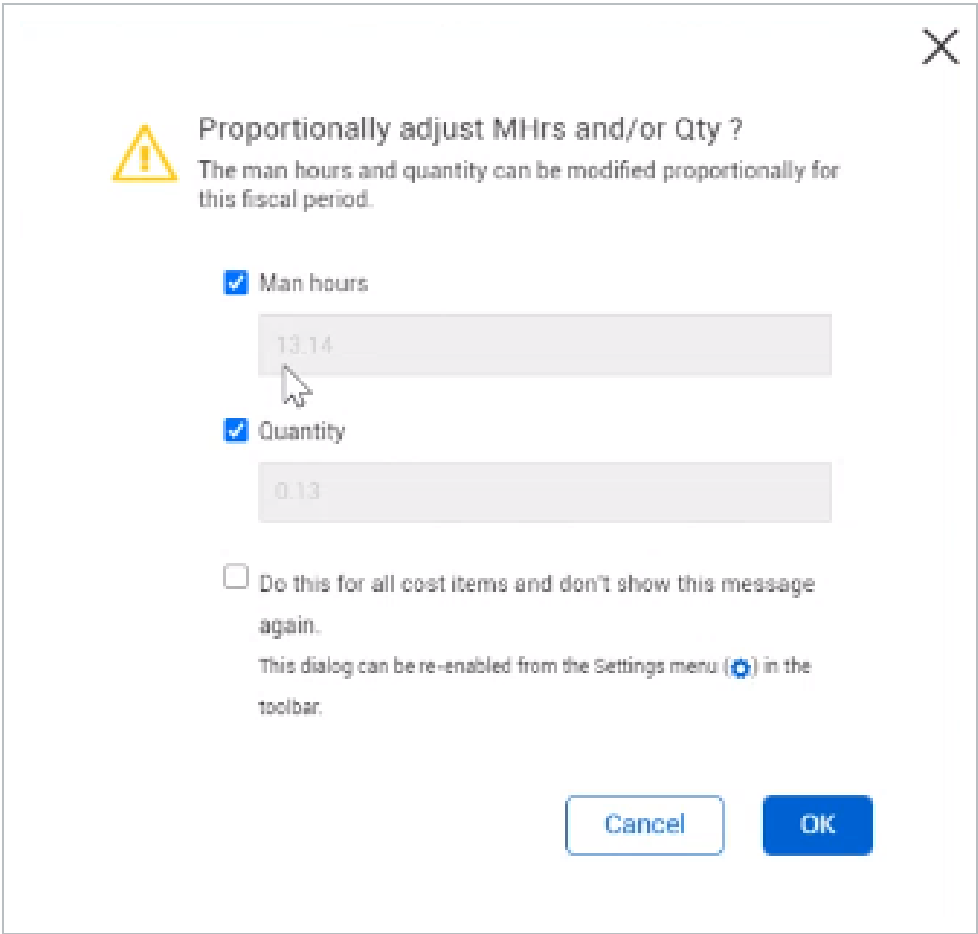 Proportionally adjust MHrs and/or Qty ?
The man hours and quantity can be modified proportionally for
this fiscal period.
Man hours
13.14
Quantity
0.13
Do this for all cost items and don't show this message
again.
This dialog can be re-enabled from the Settings menu () in the
toolbar.
Cancel
OK